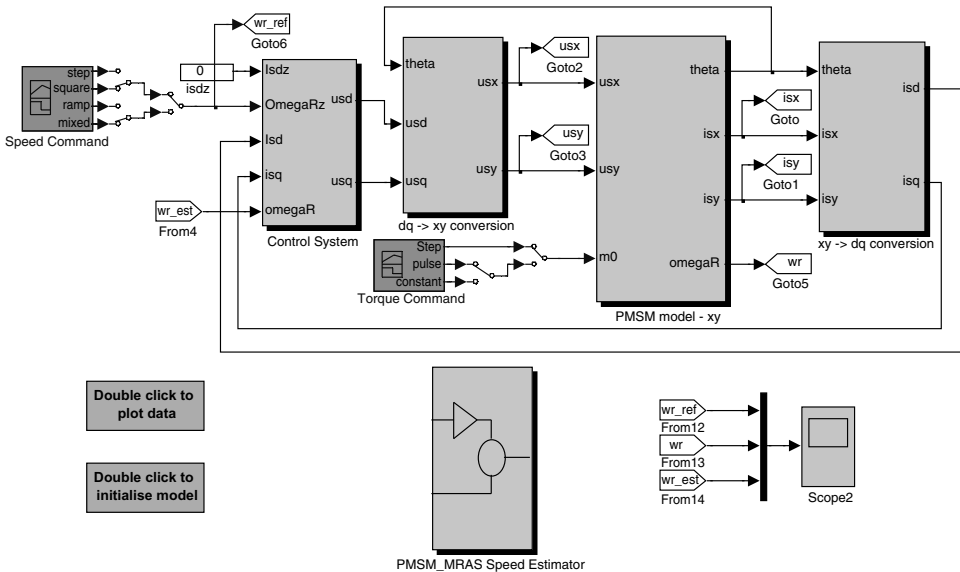 wr_ref
Goto6
step
square
ramp
mixed
Speed Command
0
isdz
Isdz
OmegaRz
Isd
isq
omegaR
usd
usq
Control System
wr_est
From4
theta
usd
usq
usx
usy
dq -> xy conversion
usx
Goto2
usy
Goto3
Step
pulse
constant
Torque Command
usx
usy
m0
theta
isx
isy
omegaR
PMSM model - xy
isx
Goto
isy
Goto1
wr
Goto5
theta
isx
isy
isd
isq
xy -> dq conversion
Double click to
plot data
Double click to
initialise model
PMSM_MRAS Speed Estimator
wr_ref
From12
wr
From13
wr_est
From14
Scope2